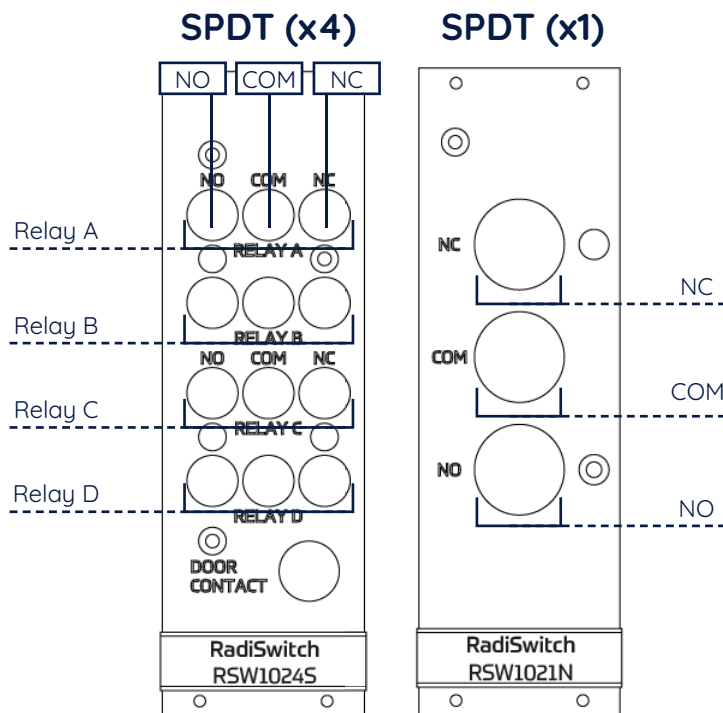 SPDT (x4)
NO COM NC
NO COM NC
Relay A
RELAY A
Relay B
RELAY B
NO COM NC
Relay C
RELAY C
Relay D
RELAY D
DOOR
CONTACT
RadiSwitch
RSW1024S
SPDT (x1)
NC
NC
COM
COM
NO
NO
RadiSwitch
RSW1021N